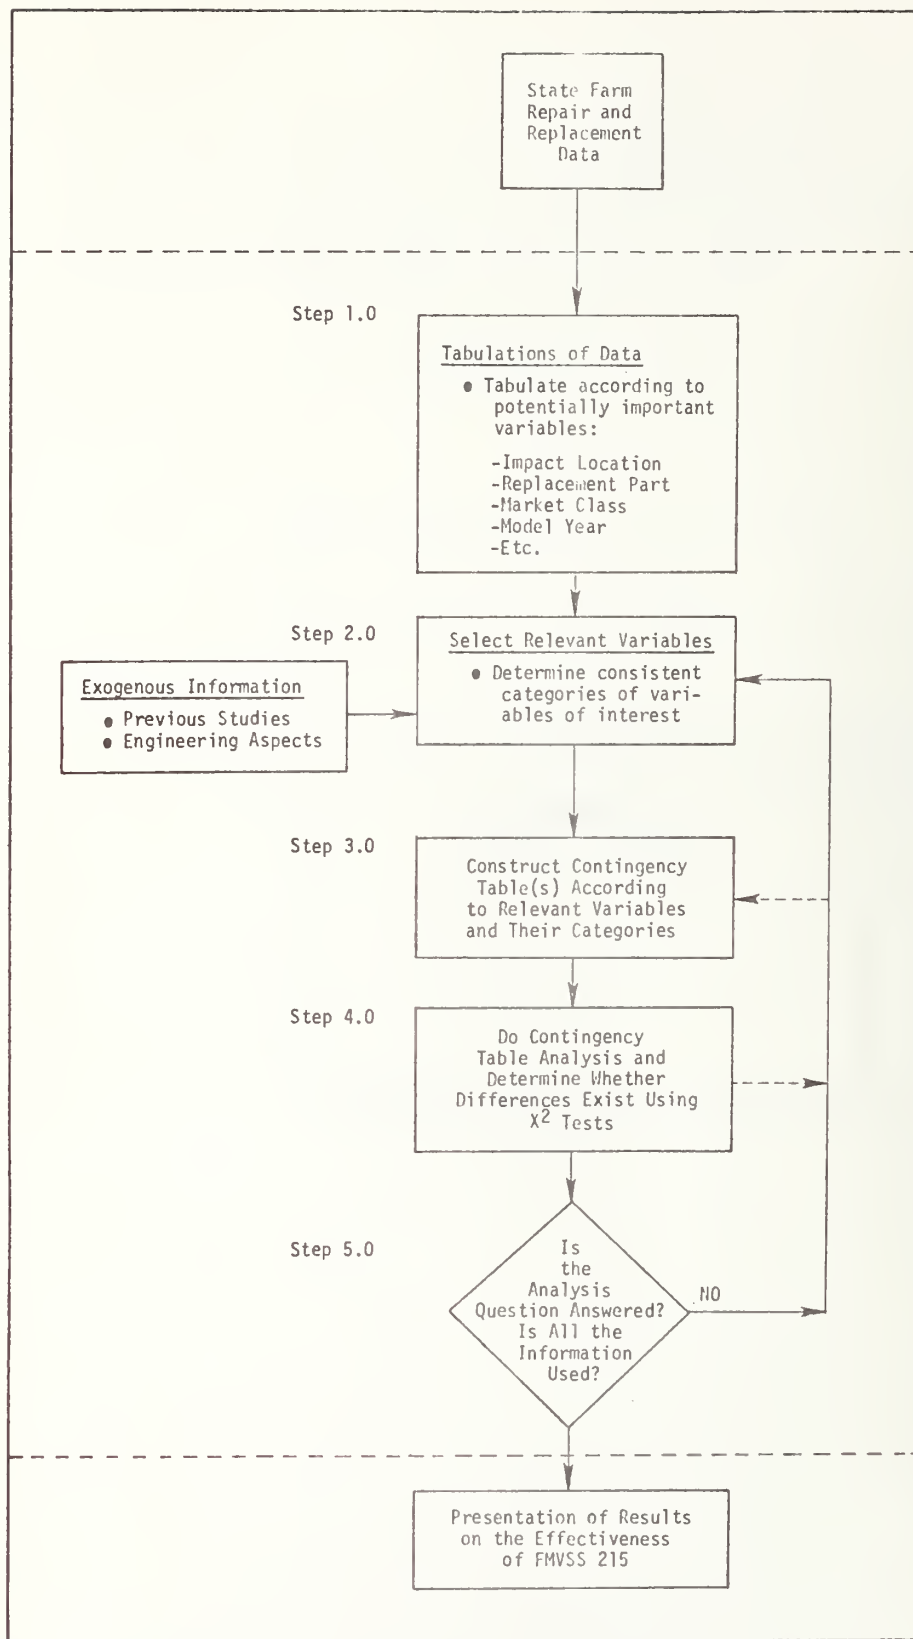 State Farm
Repair and
Replacement
Data
Step 1.0
Tabulations of Data
● Tabulate according to
potentially important
variables:
-Impact Location
-Replacement Part
-Market Class
-Model Year
-Etc.
Step 2.0
Select Relevant Variables
● Determine consistent
categories of vari-
ables of interest
Exogenous Information
● Previous Studies
● Engineering Aspects
Step 3.0
Construct Contingency
Table(s) According
to Relevant Variables
and Their Categories
Step 4.0
Do Contingency
Table Analysis and
Determine Whether
Differences Exist Using
X² Tests
Step 5.0
Is
the
Analysis
Question Answered?
Is All the
Information
Used?
NO
Presentation of Results
on the Effectiveness
of FMVSS 215